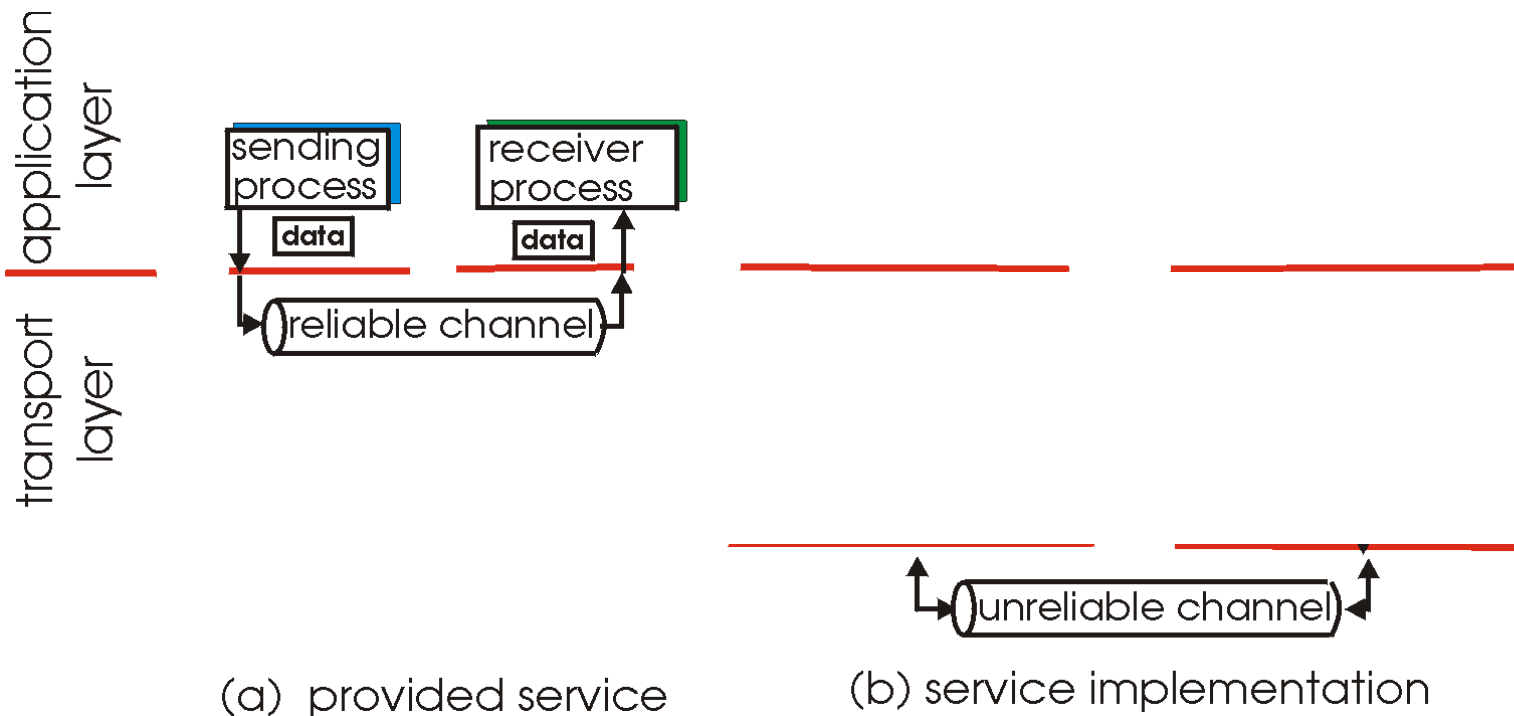 application
layer
transport
layer
sending
process
data
receiver
process
data
reliable channel
unreliable channel
(a) provided service
(b) service implementation